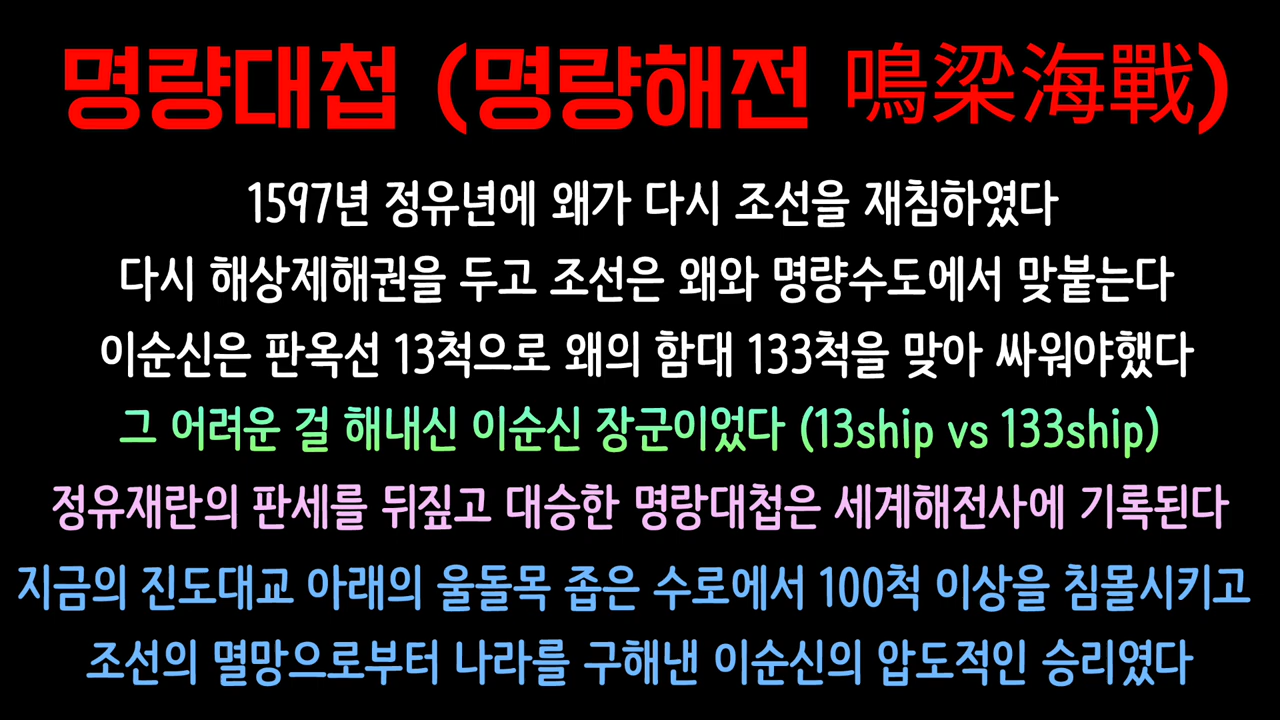 명량대첩 (명량해전 鳴梁海戰)
1597년 정유년에 왜가 다시 조선을 재침하였다
다시 해상제해권을 두고 조선은 왜와 명량수도에서 맞붙는다
이순신은 판옥선 13척으로 왜의 함대 133척을 맞아 싸워야했다
그 어려운 걸 해내신 이순신 장군이었다 (13ship vs 133ship)
정유재란의 판세를 뒤짚고 대승한 명랑대첩은 세계해전사에 기록된다
지금의 진도대교 아래의 울돌목 좁은 수로에서 100척 이상을 침몰시키고
조선의 멸망으로부터 나라를 구해낸 이순신의 압도적인 승리였다